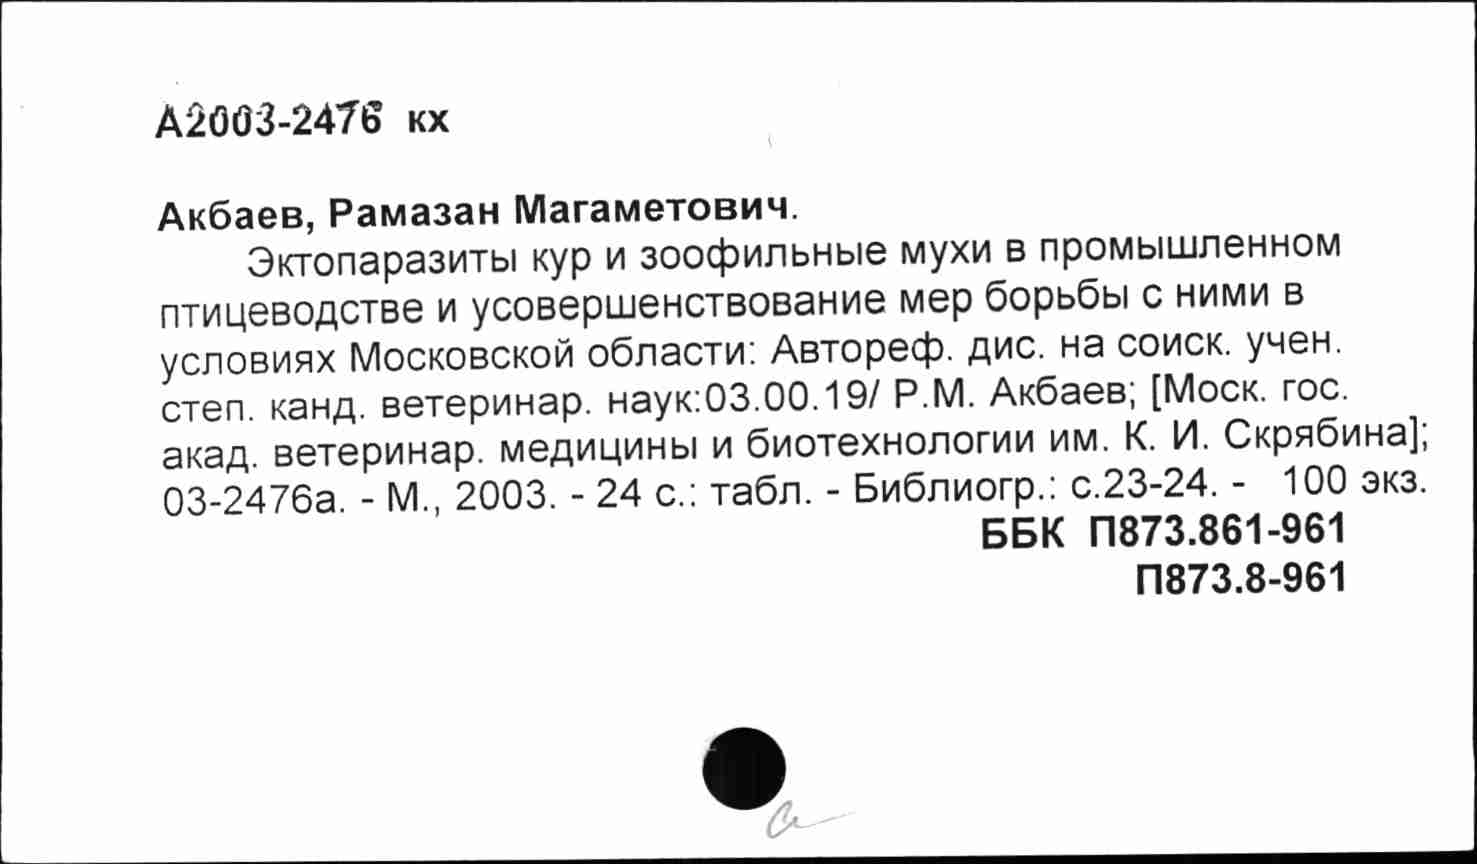 А2003-2476 кх
Акбаев, Рамазан Магаметович.
Эктопаразиты кур и зоофильные мухи в промышленном
птицеводстве и усовершенствование мер борьбы с ними в
условиях Московской области: Автореф. дис. на соиск. учен.
степ. канд. ветеринар. наук:03.00.19/ Р.М. Акбаев; [Моск. гос.
акад. ветеринар. медицины и биотехнологии им. К. И. Скрябина];
03-2476а. - М., 2003. - 24 с.: табл. - Библиогр.: с.23-24. - 100 экз.
ББК П873.861-961
П873.8-961